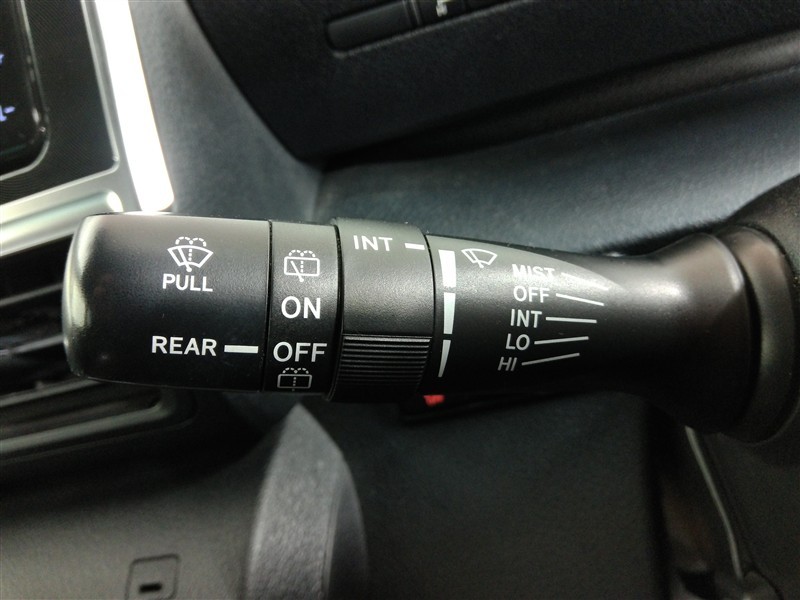 PULL
REAR
ON
OFF
INT
MIST
OFF
INT
LO
HI